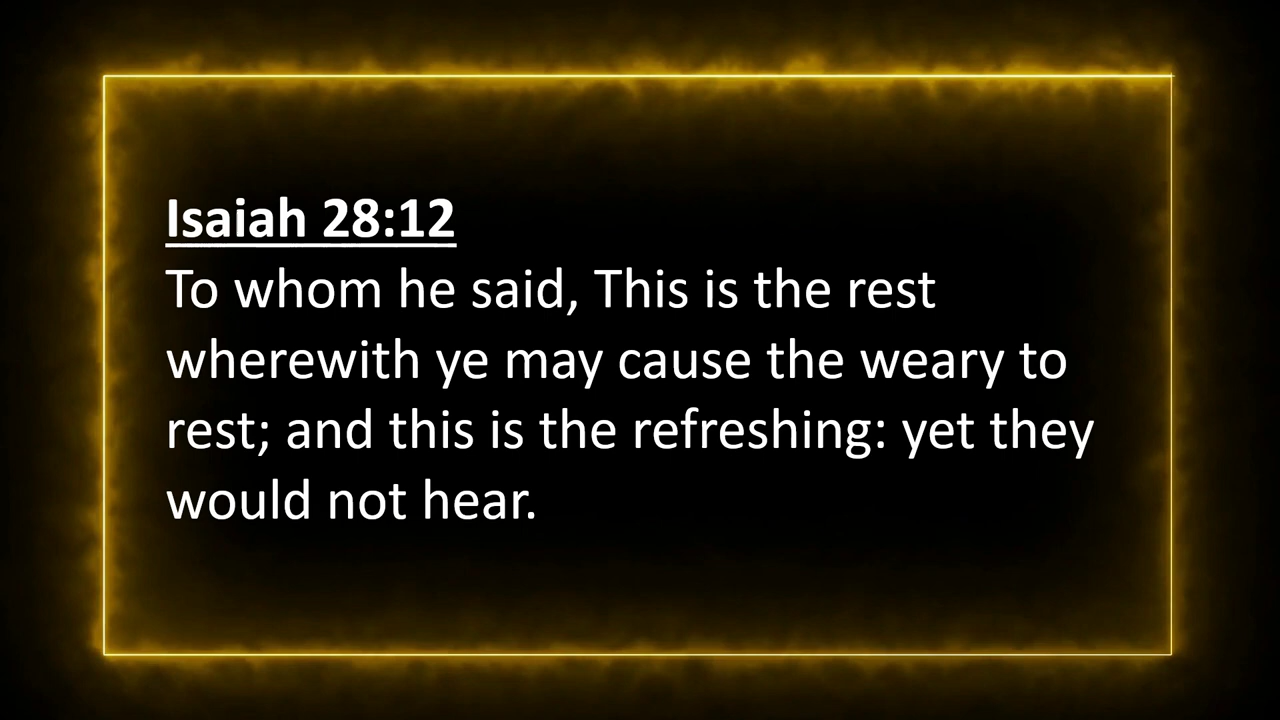 Isaiah 28:12
To whom he said, This is the rest
wherewith ye may cause the weary to
rest; and this is the refreshing: yet they
would not hear.